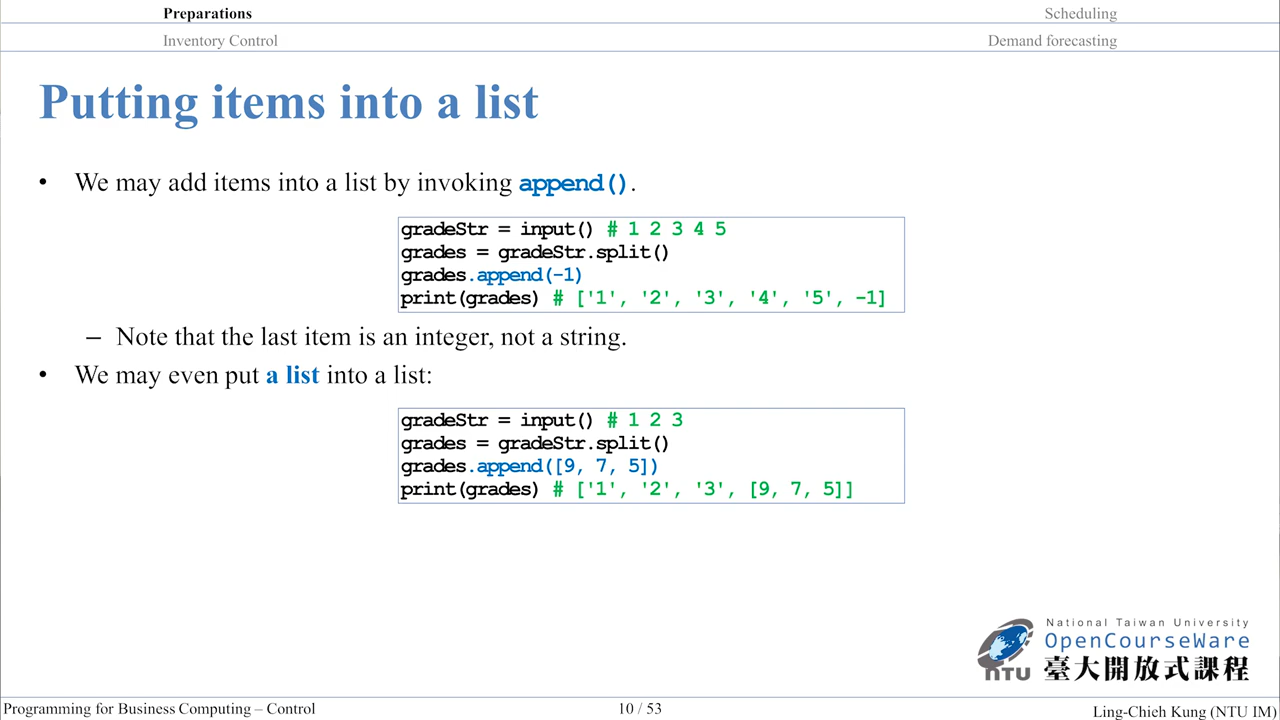 Preparations
Scheduling
Inventory Control
Demand forecasting
Putting items into a list
• We may add items into a list by invoking append().
gradeStr = input() # 1 2 3 4 5
grades = gradeStr.split()
grades.append(-1)
print(grades) # ['1', '2', '3', '4', '5', -1]
– Note that the last item is an integer, not a string.
• We may even put a list into a list:
gradeStr = input() # 1 2 3
grades = gradeStr.split()
grades.append([9, 7, 5])
print(grades) # ['1', '2', '3', [9, 7, 5]]
National Taiwan University
OpenCourseWare
臺大開放式課程
NTU
Programming for Business Computing – Control
10 / 53
Ling-Chieh Kung (NTU IM)